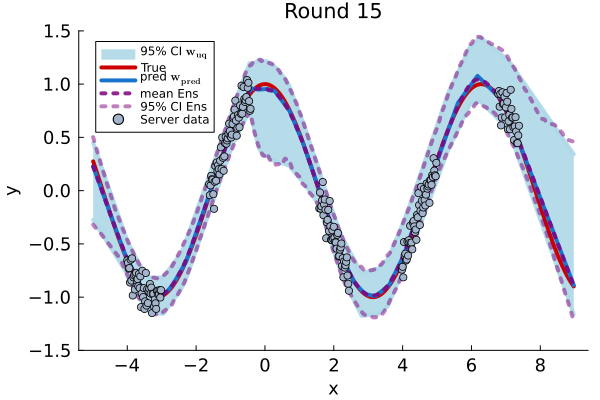 Round 15
1.5
1.0
0.5
0.0
−0.5
−1.0
−1.5
y
95% CI w_uq
True
pred w_pred
mean Ens
95% CI Ens
Server data
−4 −2 0 2 4 6 8
x